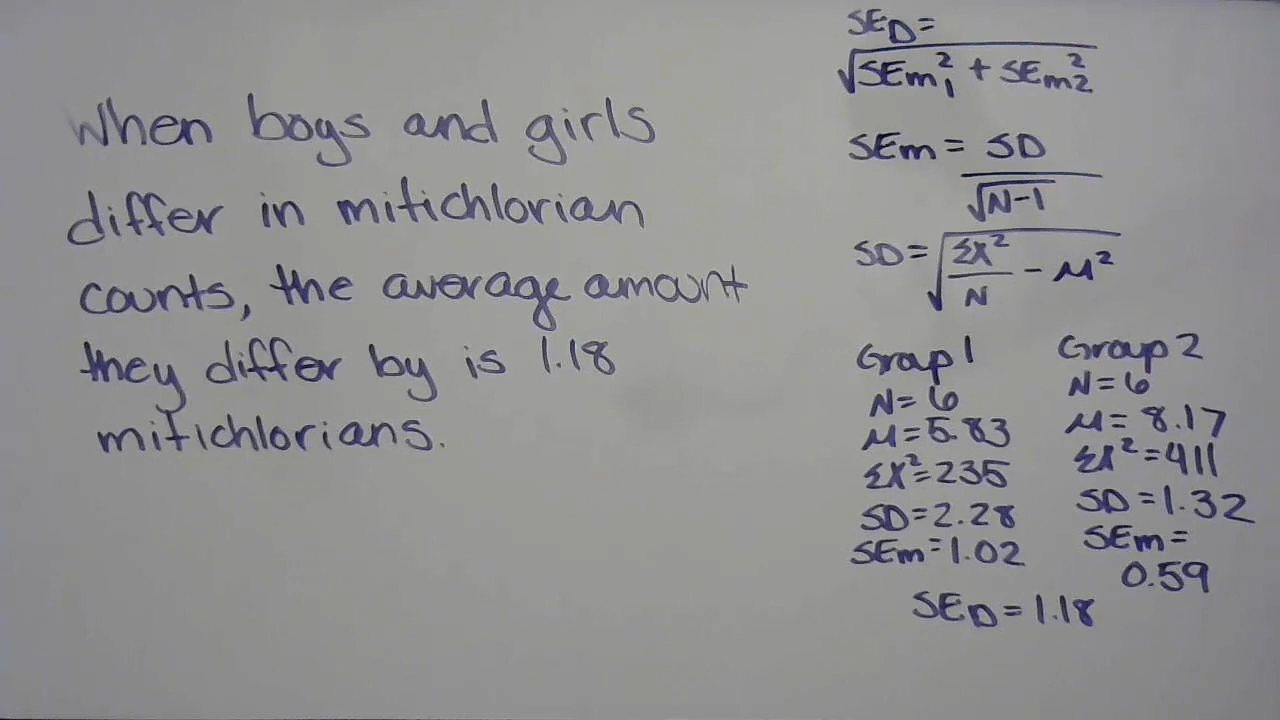 When boys and girls
differ in mitichlorian
counts, the average amount
they differ by is 1.18
mitichlorians.
SED=
√SEm₁² + SEm₂²
SEm = SD
√N-1
SD = √ΣX² - μ²
N
Group 1
N= 6
μ=5.83
ΣX²=235
SD=2.28
SEm=1.02
Group 2
N=6
μ= 8.17
ΣX²=411
SD=1.32
SEm=
0.59
SED=1.18